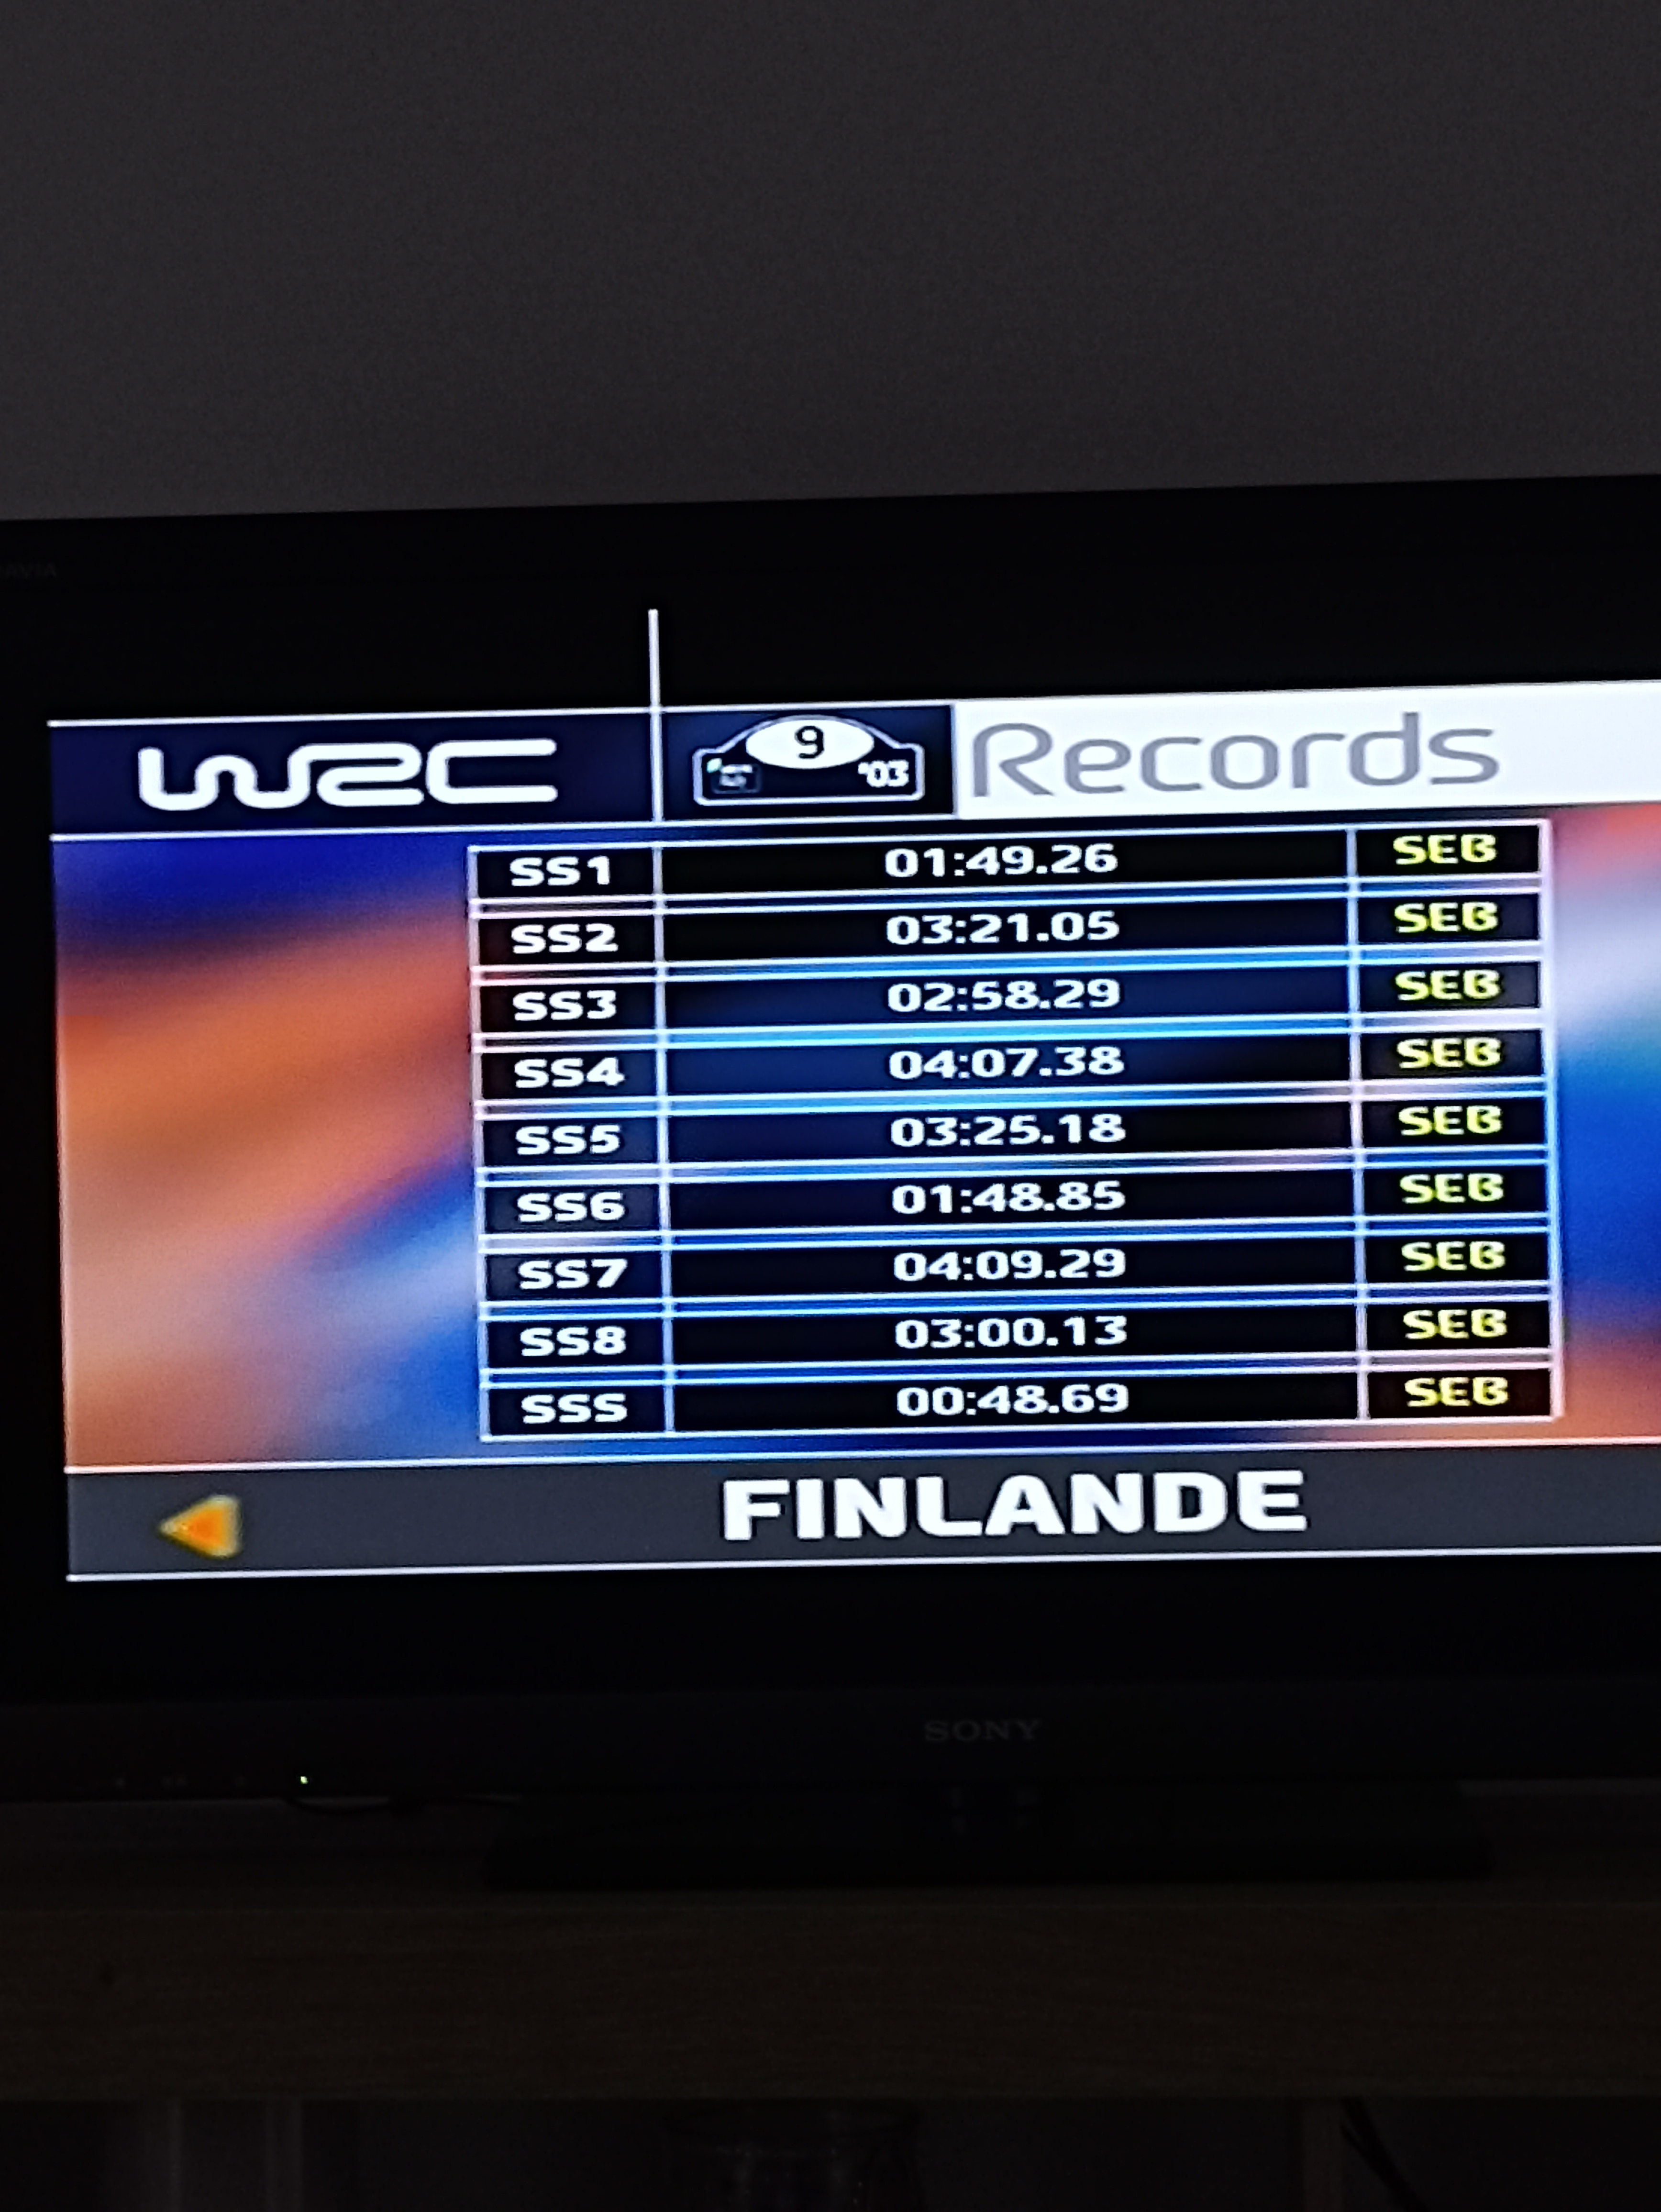 WRC
9
'03
Records
SS1 01:49.26 SEB
SS2 03:21.05 SEB
SS3 02:58.29 SEB
SS4 04:07.38 SEB
SS5 03:25.18 SEB
SS6 01:48.85 SEB
SS7 04:09.29 SEB
SS8 03:00.13 SEB
SSS 00:48.69 SEB
FINLANDE
SONY